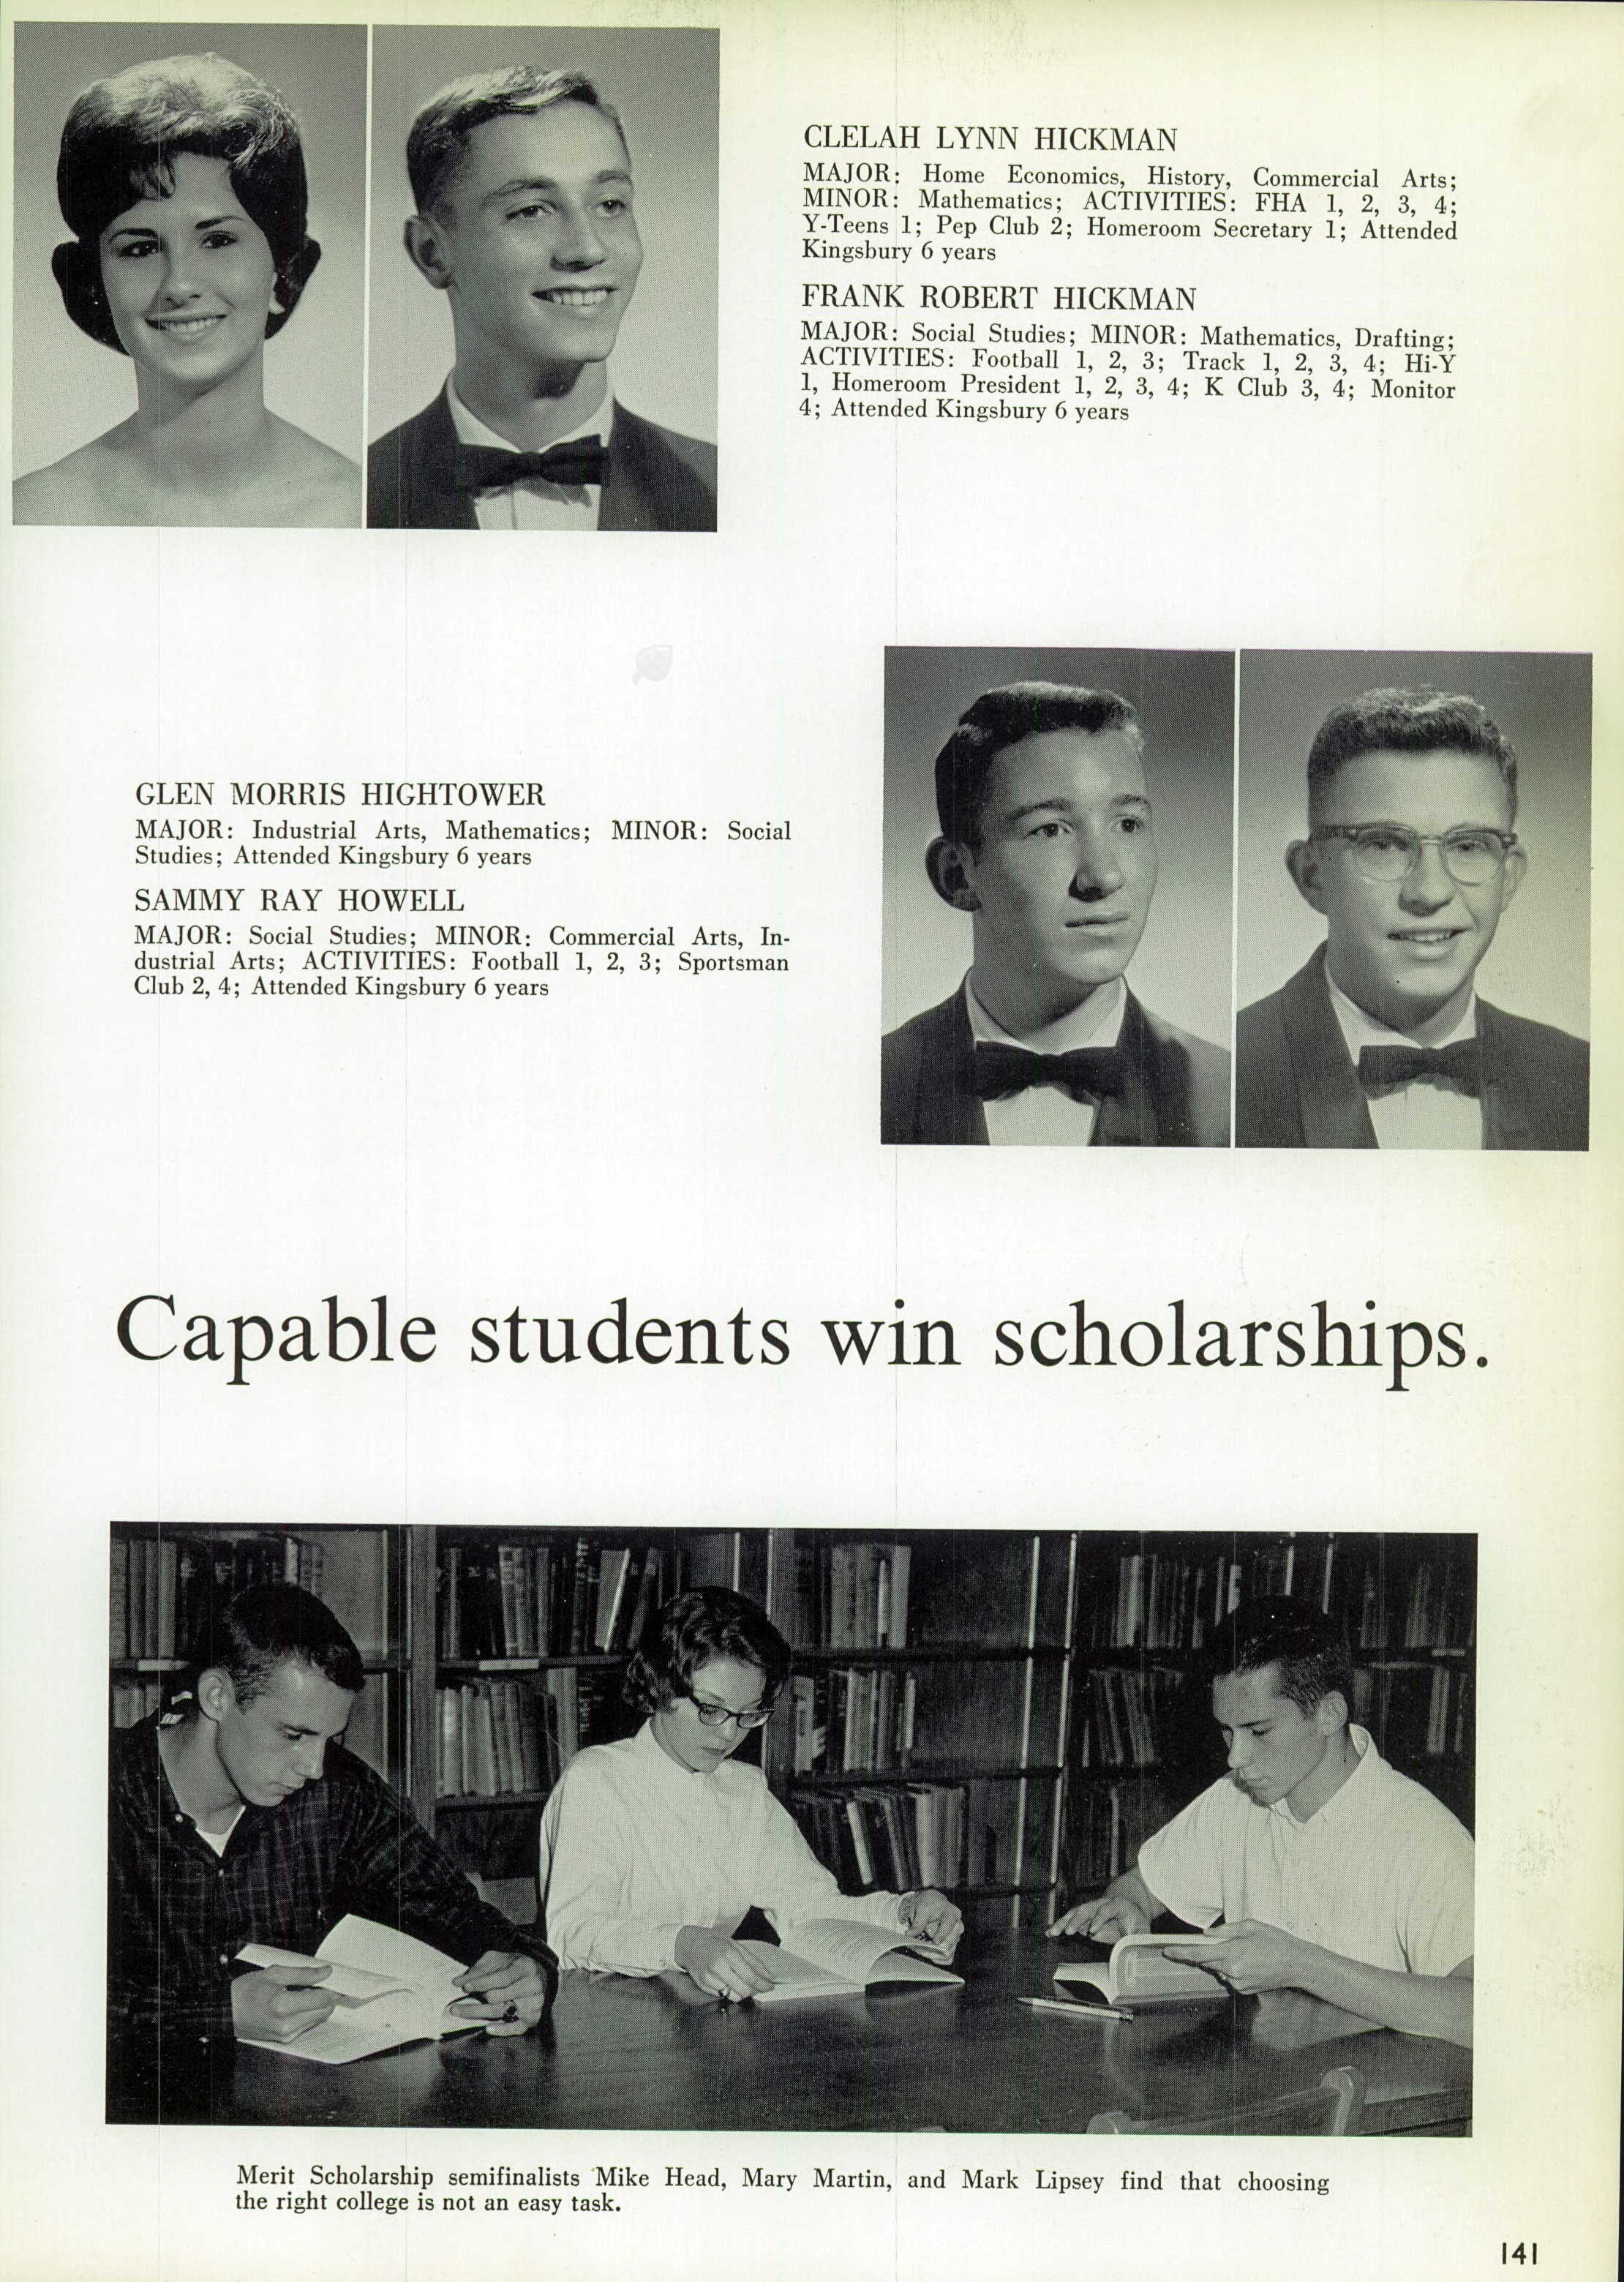 CLELAH LYNN HICKMAN
MAJOR: Home Economics, History, Commercial Arts;
MINOR: Mathematics; ACTIVITIES: FHA 1, 2, 3, 4;
Y-Teens 1; Pep Club 2; Homeroom Secretary 1; Attended
Kingsbury 6 years
FRANK ROBERT HICKMAN
MAJOR: Social Studies; MINOR: Mathematics, Drafting;
ACTIVITIES: Football 1, 2, 3; Track 1, 2, 3, 4; Hi-Y
1, Homeroom President 1, 2, 3, 4; K Club 3, 4; Monitor
4; Attended Kingsbury 6 years
GLEN MORRIS HIGHTOWER
MAJOR: Industrial Arts, Mathematics; MINOR: Social
Studies; Attended Kingsbury 6 years
SAMMY RAY HOWELL
MAJOR: Social Studies; MINOR: Commercial Arts, In-
dustrial Arts; ACTIVITIES: Football 1, 2, 3; Sportsman
Club 2, 4; Attended Kingsbury 6 years
Capable students win scholarships.
Merit Scholarship semifinalists Mike Head, Mary Martin, and Mark Lipsey find that choosing
the right college is not an easy task.
141